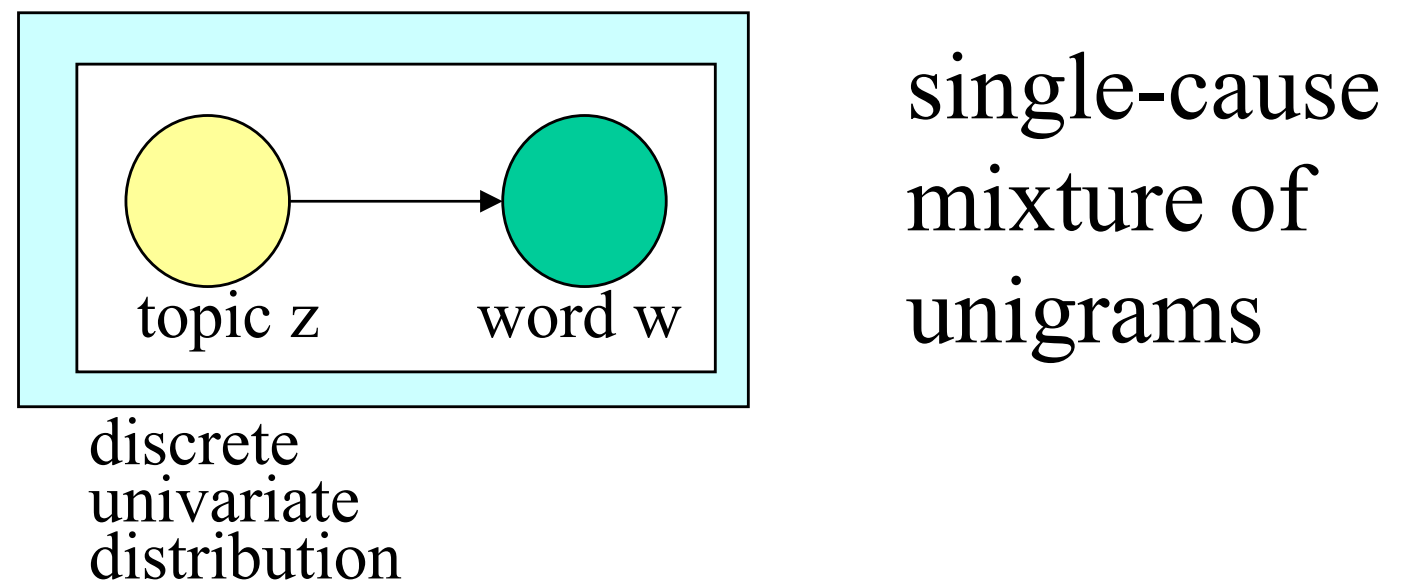 topic z
word w
discrete
univariate
distribution
single-cause
mixture of
unigrams